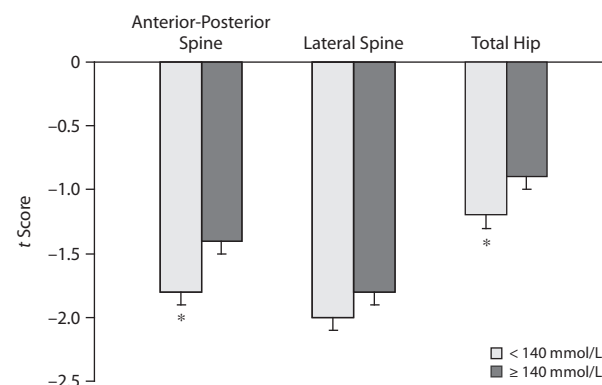 Anterior-Posterior
Spine
Lateral Spine
Total Hip
0
–0.5
–1.0
–1.5
–2.0
–2.5
t Score
*
*
< 140 mmol/L
≥ 140 mmol/L